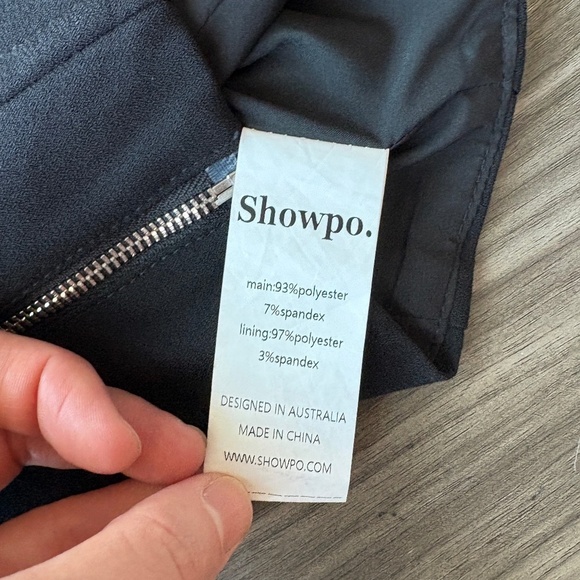 Showpo.
main:93%polyester
7%spandex
lining:97%polyester
3%spandex
DESIGNED IN AUSTRALIA
MADE IN CHINA
WWW.SHOWPO.COM